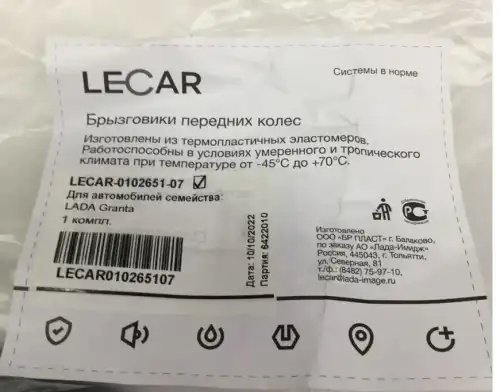 LECAR
Системы в норме
Брызговики передних колес
Изготовлены из термопластичных эластомеров.
Работоспособны в условиях умеренного и тропического
климата при температуре от -45°С до +70°С.
LECAR-0102651-07
Для автомобилей семейства:
LADA Granta
1 компл.
LECAR010265107
Дата: 10/10/2022
Партия: 6422010
Изготовлено
ООО «БР ПЛАСТ» г. Балаково,
по заказу АО «Лада-Имидж»
Россия, 445043, г. Тольятти,
ул. Северная, 81
т./ф.: (8482) 75-97-10,
lecar@lada-image.ru